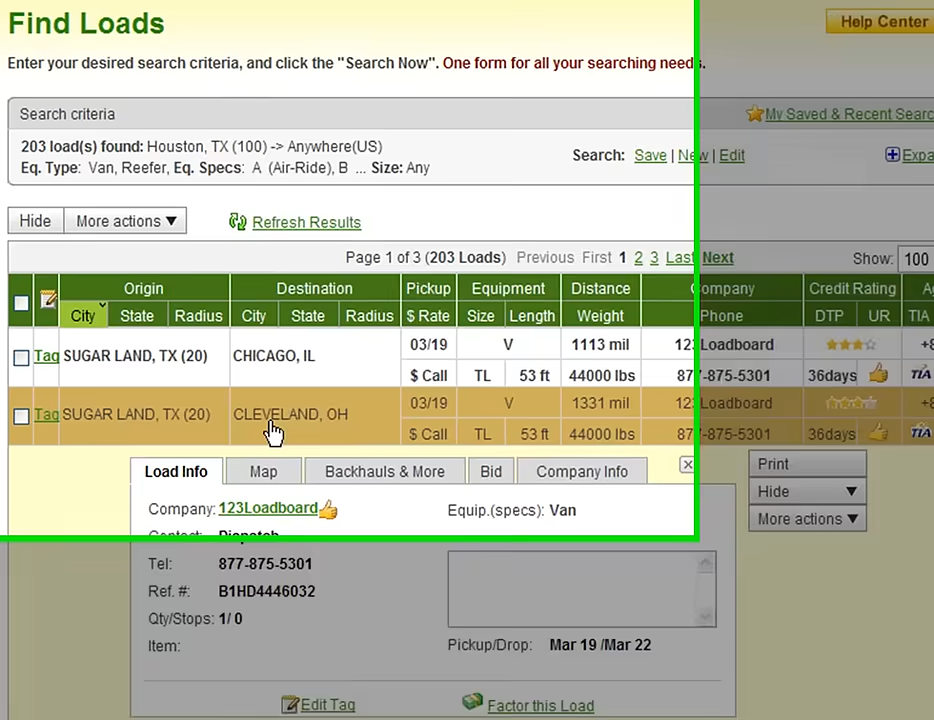 Find Loads
Help Center
Enter your desired search criteria, and click the "Search Now". One form for all your searching needs.
Search criteria
My Saved & Recent Searc
203 load(s) found: Houston, TX (100) -> Anywhere(US)
Search: Save | New | Edit
Expa
Eq. Type: Van, Reefer, Eq. Specs: A (Air-Ride), B ... Size: Any
Hide
More actions ▼
Refresh Results
Page 1 of 3 (203 Loads) Previous First 1 2 3 Last Next
Show: 100
Origin Destination Pickup Equipment Distance Company Credit Rating
City State Radius City State Radius $ Rate Size Length Weight Phone DTP UR TIA
Tag SUGAR LAND, TX (20) CHICAGO, IL
03/19 V 1113 mil 123Loadboard
$ Call TL 53 ft 44000 lbs 877-875-5301 36days TIA
Tag SUGAR LAND, TX (20) CLEVELAND, OH
03/19 V 1331 mil 123Loadboard
$ Call TL 53 ft 44000 lbs 877-875-5301 36days TIA
Load Info Map Backhauls & More Bid Company Info
Print
Hide ▼
More actions ▼
Company: 123Loadboard
Equip.(specs): Van
Contact: Dispatch
Tel: 877-875-5301
Ref. #: B1HD4446032
Qty/Stops: 1/ 0
Item:
Pickup/Drop: Mar 19 /Mar 22
Edit Tag
Factor this Load